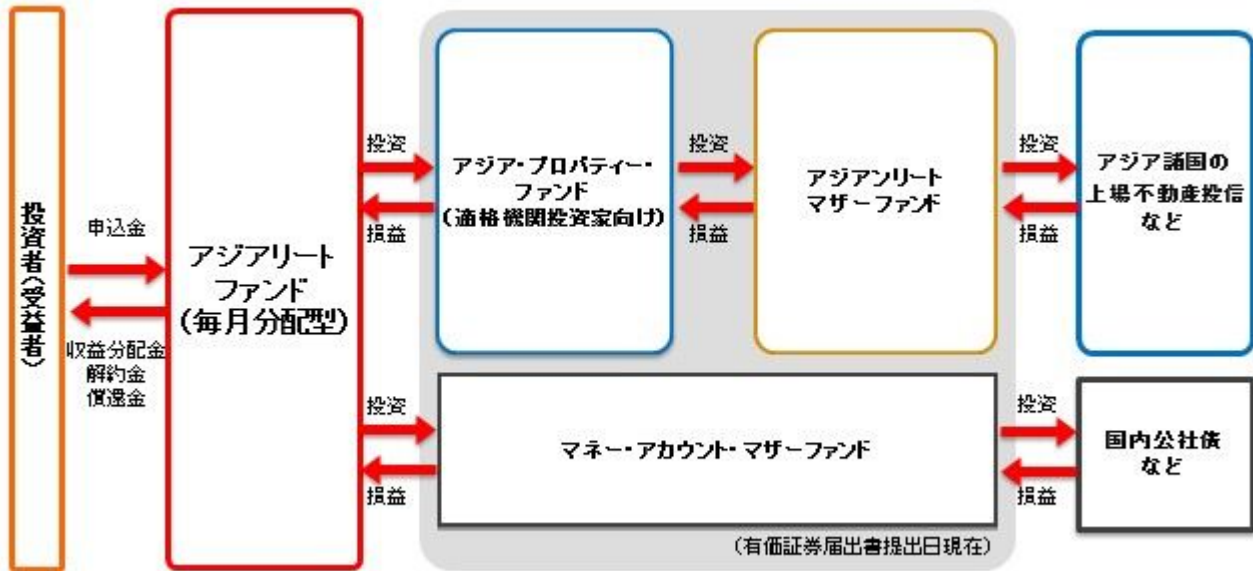 投資者(受益者)
申込金
収益分配金
解約金
償還金
アジアリート
ファンド
(毎月分配型)
投資
損益
アジア・プロパティー・
ファンド
(適格機関投資家向け)
投資
損益
アジアンリート
マザーファンド
投資
損益
アジア諸国の
上場不動産投信
など
投資
損益
マネー・アカウント・マザーファンド
投資
損益
国内公社債
など
(有価証券届出書提出日現在)